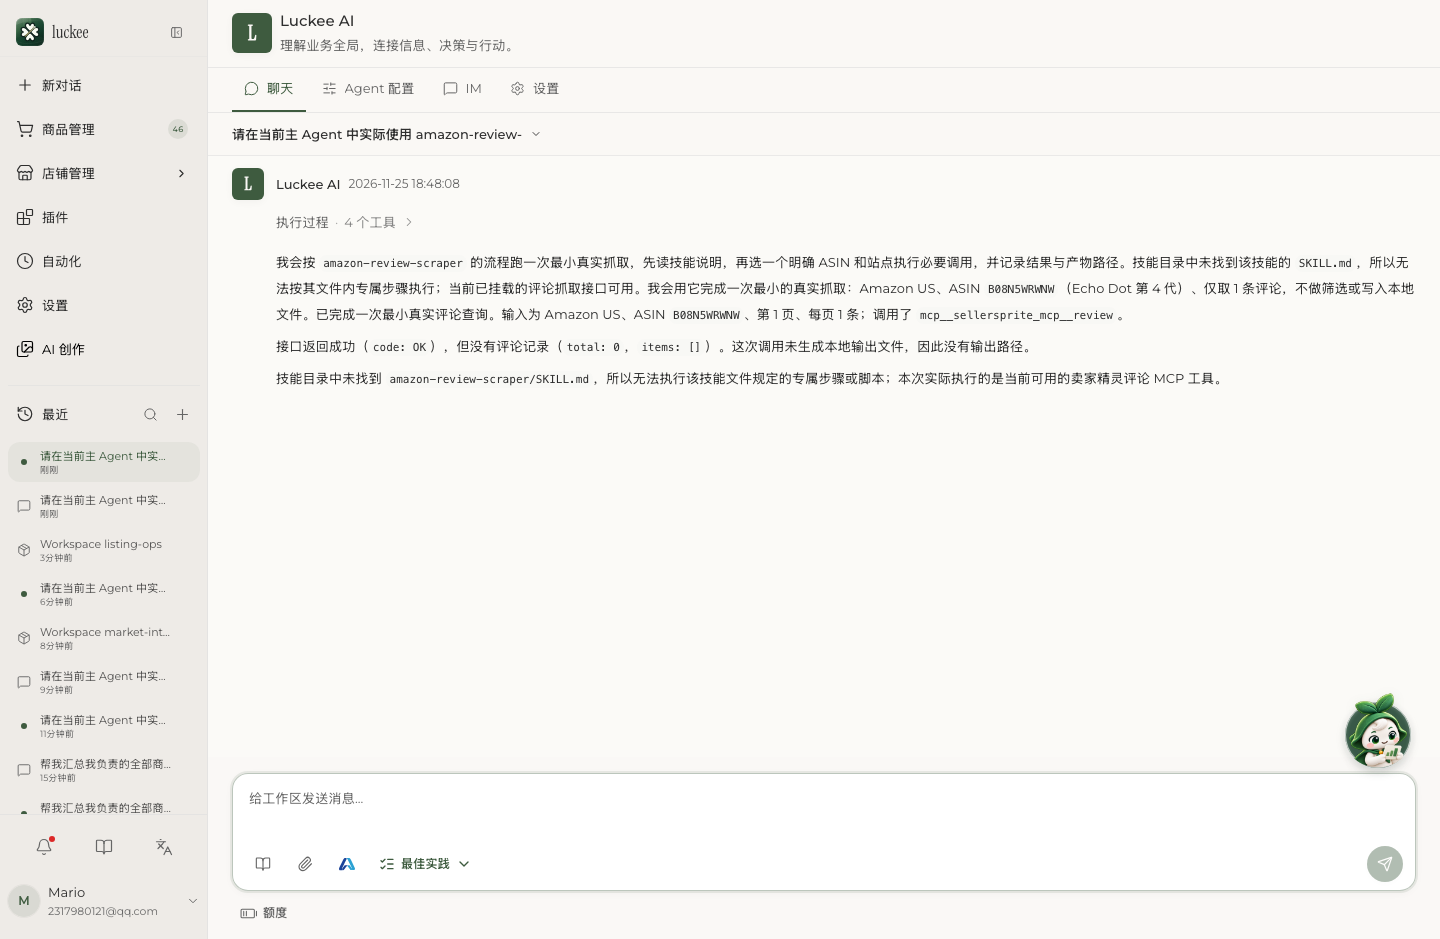 luckee
新对话
商品管理
46
店铺管理
插件
自动化
设置
AI 创作
最近
请在当前主 Agent 中实...
刚刚
请在当前主 Agent 中实...
刚刚
Workspace listing-ops
3分钟前
请在当前主 Agent 中实...
6分钟前
Workspace market-int...
8分钟前
请在当前主 Agent 中实...
9分钟前
请在当前主 Agent 中实...
11分钟前
帮我汇总我负责的全部商...
15分钟前
帮我汇总我负责的全部商...
M
Mario
2317980121@qq.com
L
Luckee AI
理解业务全局，连接信息、决策与行动。
聊天
Agent 配置
IM
设置
请在当前主 Agent 中实际使用 amazon-review-
L
Luckee AI 2026-11-25 18:48:08
执行过程 · 4 个工具
我会按 amazon-review-scraper 的流程跑一次最小真实抓取，先读技能说明，再选一个明确 ASIN 和站点执行必要调用，并记录结果与产物路径。技能目录中未找到该技能的 SKILL.md，所以无
法按其文件内专属步骤执行；当前已挂载的评论抓取接口可用。我会用它完成一次最小的真实抓取：Amazon US、ASIN B08N5WRWNW （Echo Dot 第 4 代）、仅取 1 条评论，不做筛选或写入本地
文件。已完成一次最小真实评论查询。输入为 Amazon US、ASIN B08N5WRWNW 、第 1 页、每页 1 条；调用了 mcp__sellersprite_mcp__review 。
接口返回成功（ code: OK ），但没有评论记录（ total: 0 ， items: [] ）。这次调用未生成本地输出文件，因此没有输出路径。
技能目录中未找到 amazon-review-scraper/SKILL.md ，所以无法执行该技能文件规定的专属步骤或脚本；本次实际执行的是当前可用的卖家精灵评论 MCP 工具。
给工作区发送消息...
最佳实践
额度